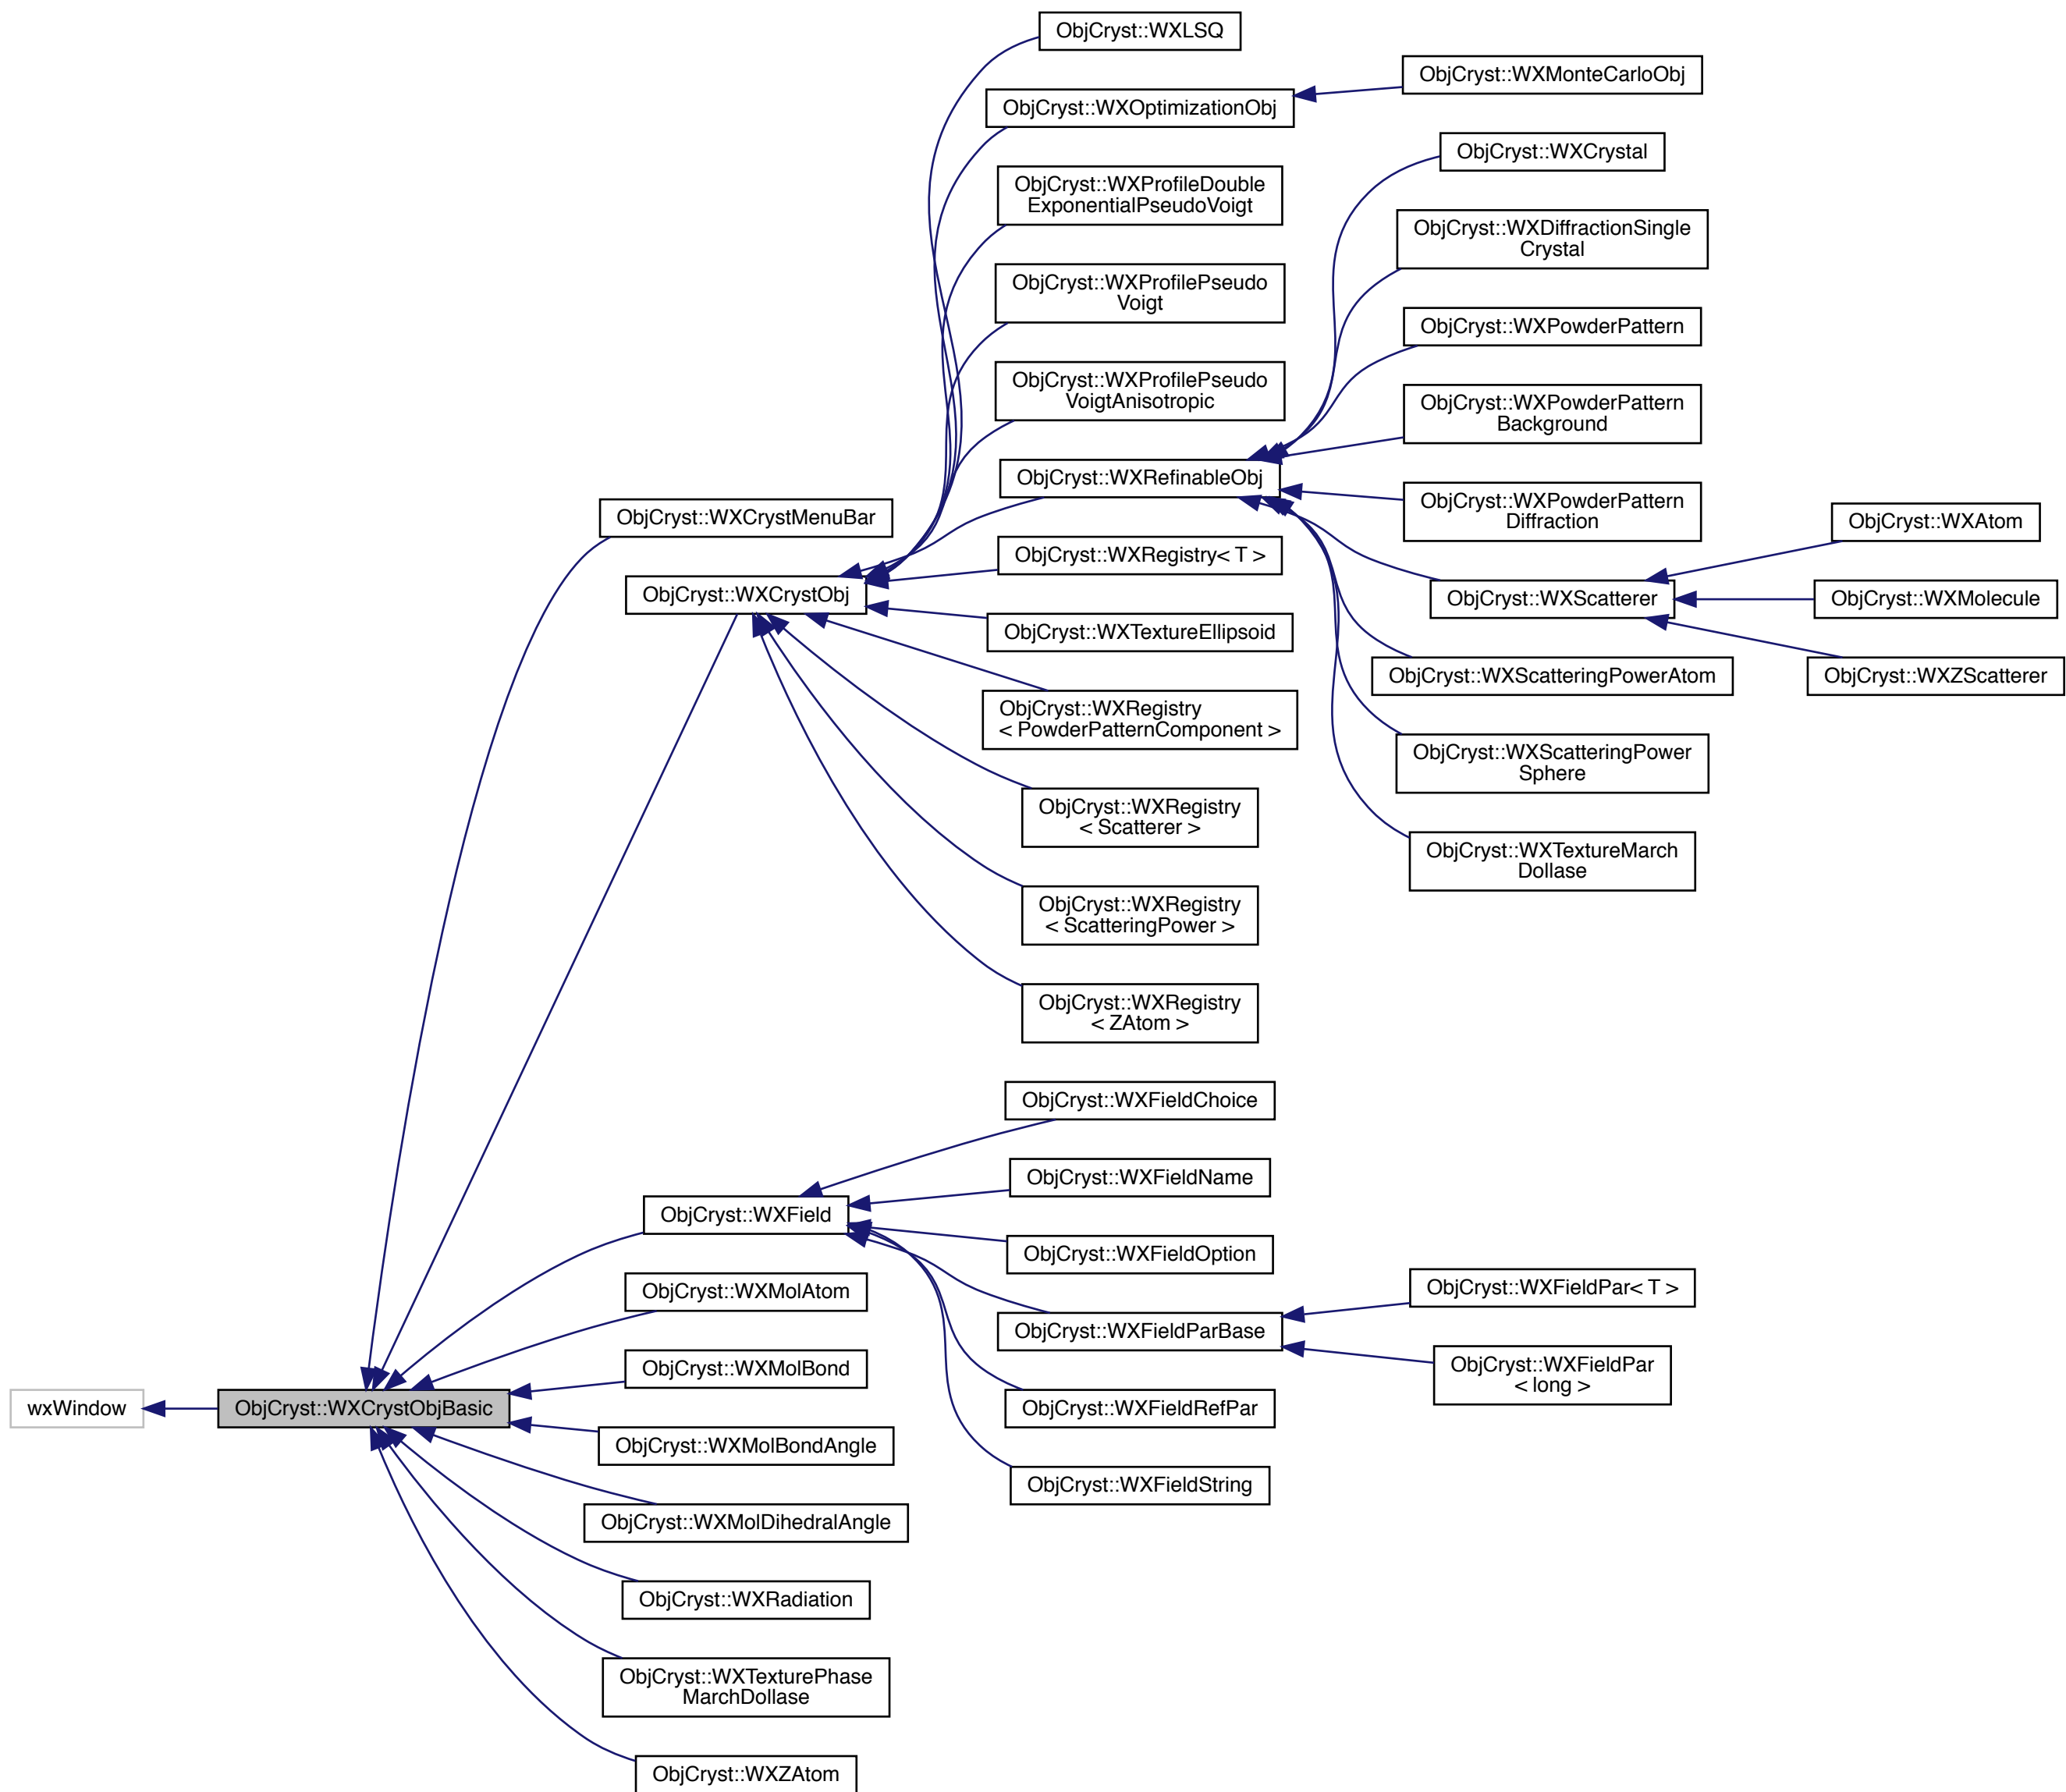 ObjCryst::WXLSQ
ObjCryst::WXMonteCarloObj
ObjCryst::WXOptimizationObj
ObjCryst::WXCrystal
ObjCryst::WXProfileDouble
ExponentialPseudoVoigt
ObjCryst::WXDiffractionSingle
Crystal
ObjCryst::WXProfilePseudo
Voigt
ObjCryst::WXPowderPattern
ObjCryst::WXProfilePseudo
VoigtAnisotropic
ObjCryst::WXPowderPattern
Background
ObjCryst::WXRefinableObj
ObjCryst::WXPowderPattern
Diffraction
ObjCryst::WXCrystMenuBar
ObjCryst::WXAtom
ObjCryst::WXRegistry< T >
ObjCryst::WXCrystObj
ObjCryst::WXScatterer
ObjCryst::WXMolecule
ObjCryst::WXTextureEllipsoid
ObjCryst::WXScatteringPowerAtom
ObjCryst::WXZScatterer
ObjCryst::WXRegistry
< PowderPatternComponent >
ObjCryst::WXScatteringPower
Sphere
ObjCryst::WXRegistry
< Scatterer >
ObjCryst::WXTextureMarch
Dollase
ObjCryst::WXRegistry
< ScatteringPower >
ObjCryst::WXRegistry
< ZAtom >
ObjCryst::WXFieldChoice
ObjCryst::WXFieldName
ObjCryst::WXField
ObjCryst::WXFieldOption
ObjCryst::WXMolAtom
ObjCryst::WXFieldPar< T >
ObjCryst::WXFieldParBase
ObjCryst::WXMolBond
ObjCryst::WXFieldPar
< long >
wxWindow
ObjCryst::WXCrystObjBasic
ObjCryst::WXFieldRefPar
ObjCryst::WXMolBondAngle
ObjCryst::WXFieldString
ObjCryst::WXMolDihedralAngle
ObjCryst::WXRadiation
ObjCryst::WXTexturePhase
MarchDollase
ObjCryst::WXZAtom